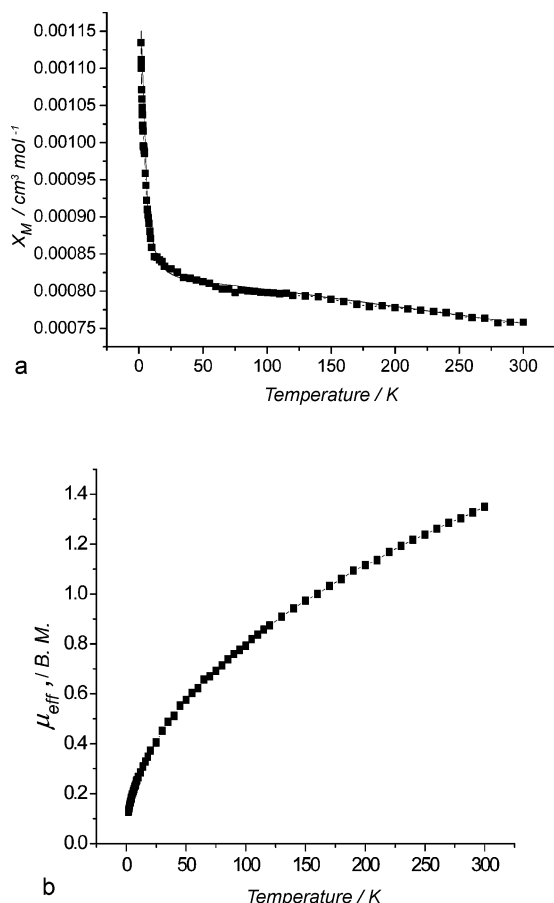 0.00115
0.00110
0.00105
0.00100
0.00095
0.00090
0.00085
0.00080
0.00075
X_M / cm³ mol⁻¹
0 50 100 150 200 250 300
Temperature / K
a
1.4
1.2
1.0
0.8
0.6
0.4
0.2
0.0
μ_eff , / B. M.
0 50 100 150 200 250 300
Temperature / K
b